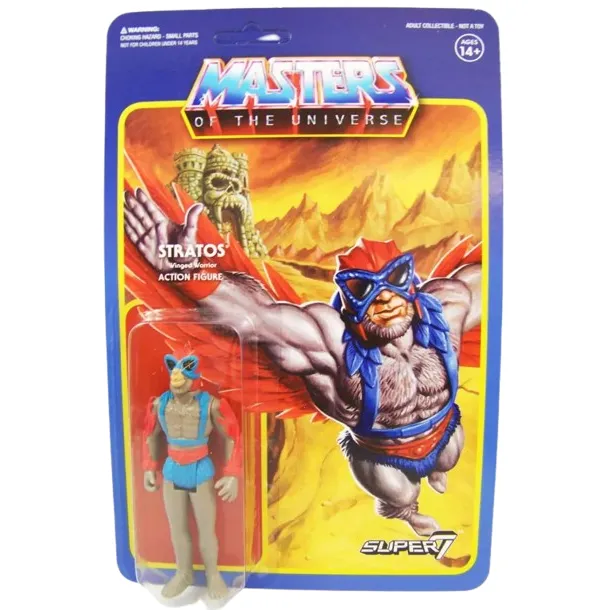 ⚠ WARNING:
CHOKING HAZARD - SMALL PARTS
NOT FOR CHILDREN UNDER 14 YEARS
ADULT COLLECTIBLE - NOT A TOY
AGES
14+
MASTERS
OF THE UNIVERSE
STRATOS
Winged Warrior
ACTION FIGURE
SUPER7